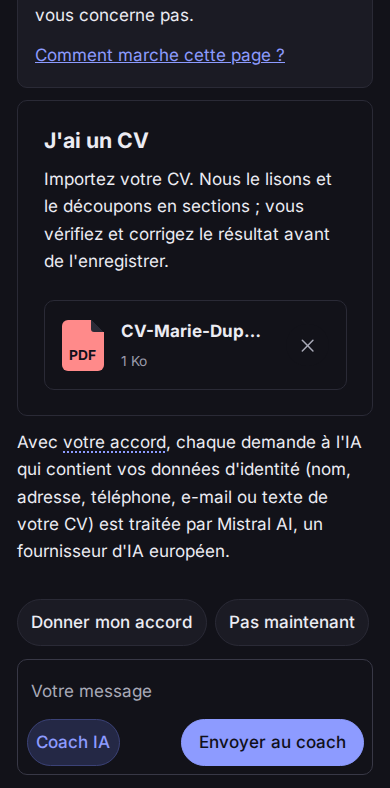 vous concerne pas.
Comment marche cette page ?
J'ai un CV
Importez votre CV. Nous le lisons et
le découpons en sections ; vous
vérifiez et corrigez le résultat avant
de l'enregistrer.
CV-Marie-Dup...
PDF
1 Ko
Avec votre accord, chaque demande à l'IA
qui contient vos données d'identité (nom,
adresse, téléphone, e-mail ou texte de
votre CV) est traitée par Mistral AI, un
fournisseur d'IA européen.
Donner mon accord
Pas maintenant
Votre message
Coach IA
Envoyer au coach